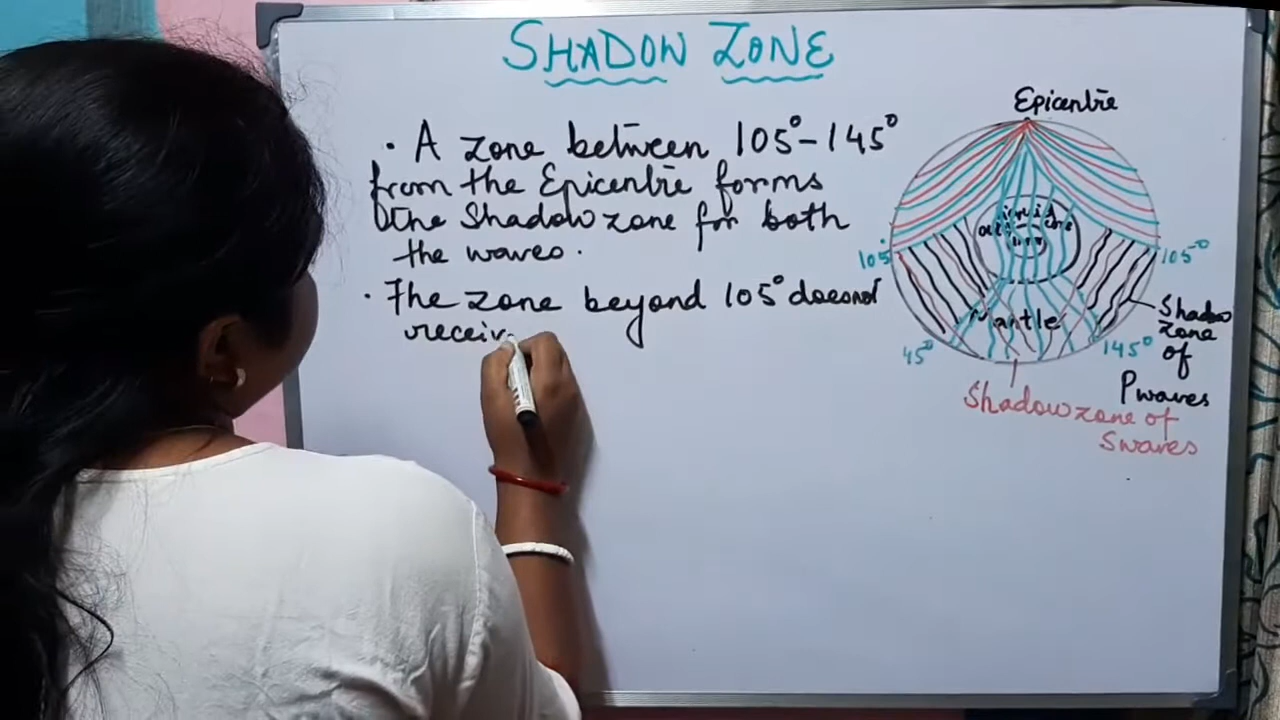 SHADOW ZONE
• A zone between 105°-145°
from the Epicentre forms
the Shadow zone for both
the waves.
• The zone beyond 105° doesnot
receiv
Epicentre
105°
105°
Mantle
45°
145°
Shado
zone
of
P waves
Shadow zone of
S waves